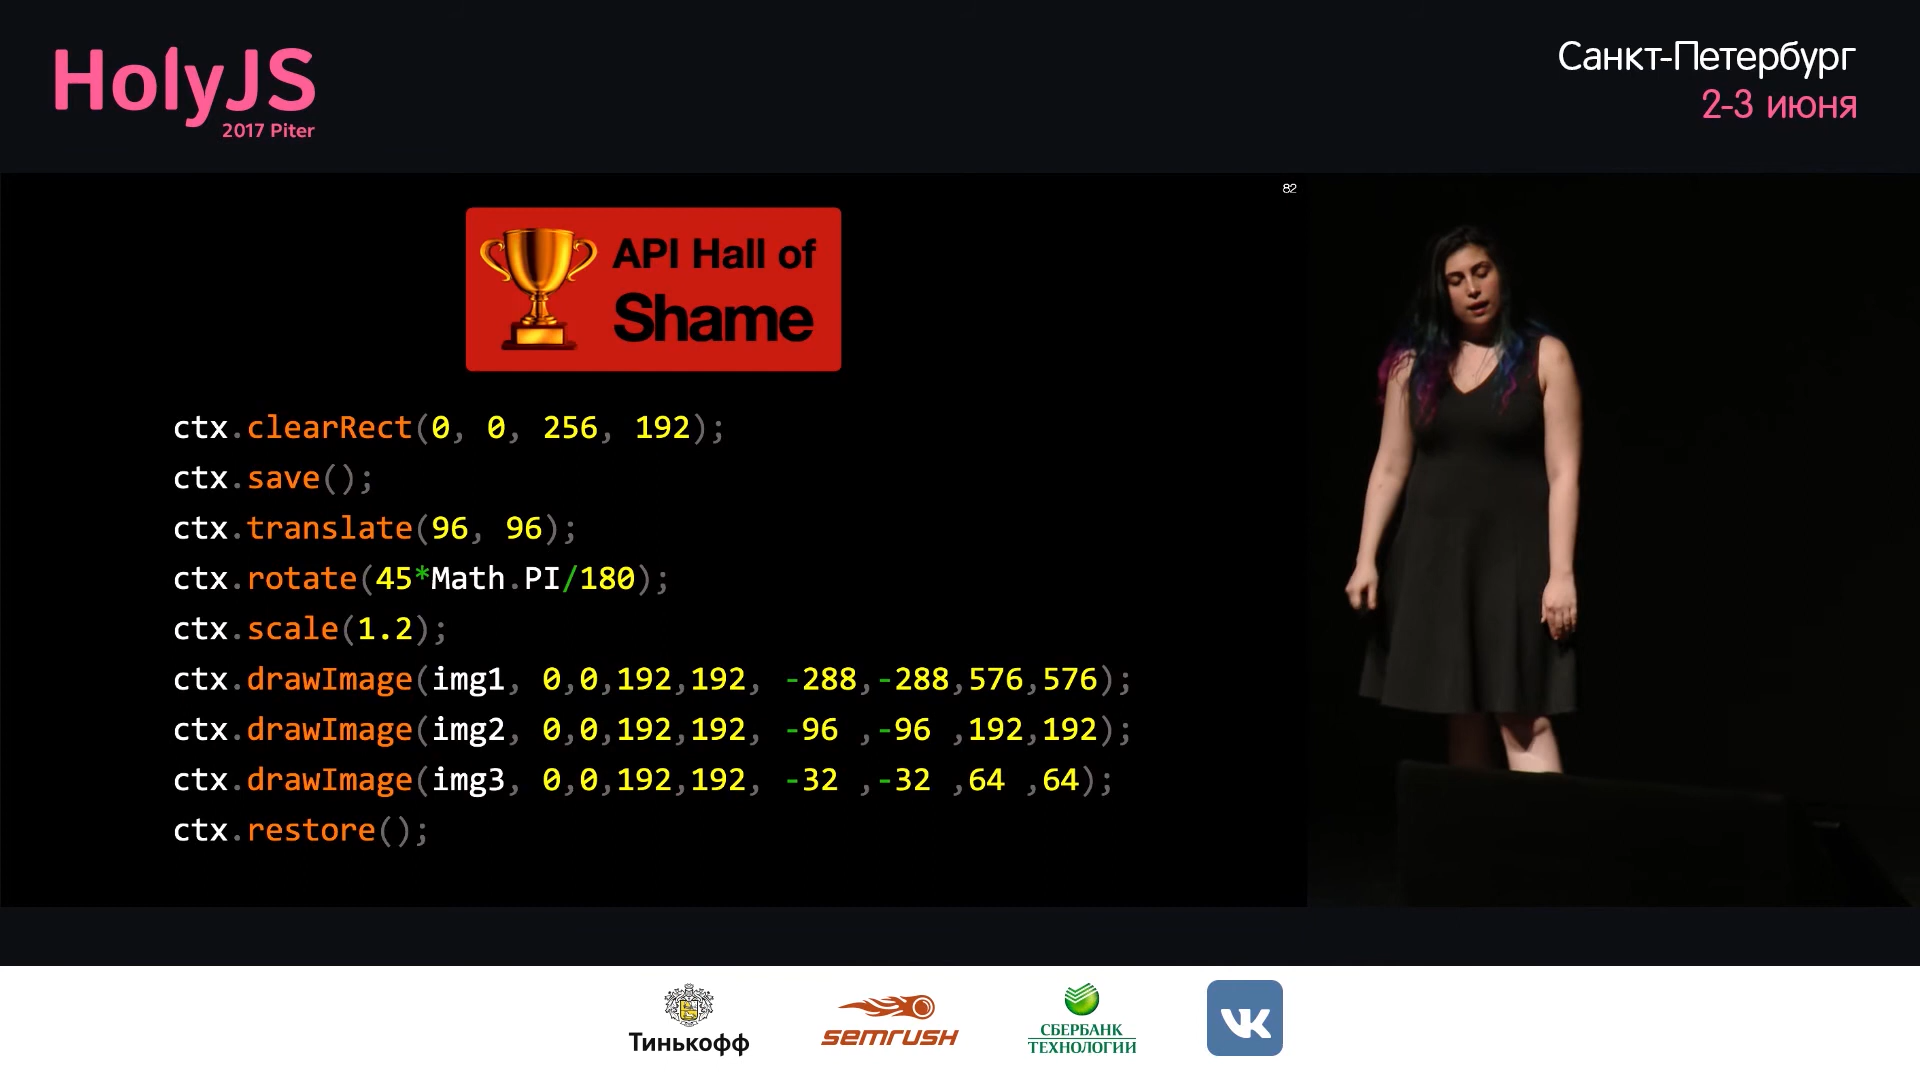 HolyJS
2017 Piter
Санкт-Петербург
2-3 июня
82
API Hall of
Shame
ctx.clearRect(0, 0, 256, 192);
ctx.save();
ctx.translate(96, 96);
ctx.rotate(45*Math.PI/180);
ctx.scale(1.2);
ctx.drawImage(img1, 0,0,192,192, -288,-288,576,576);
ctx.drawImage(img2, 0,0,192,192, -96 ,-96 ,192,192);
ctx.drawImage(img3, 0,0,192,192, -32 ,-32 ,64 ,64);
ctx.restore();
Тинькофф
semrush
СБЕРБАНК
ТЕХНОЛОГИИ
VK